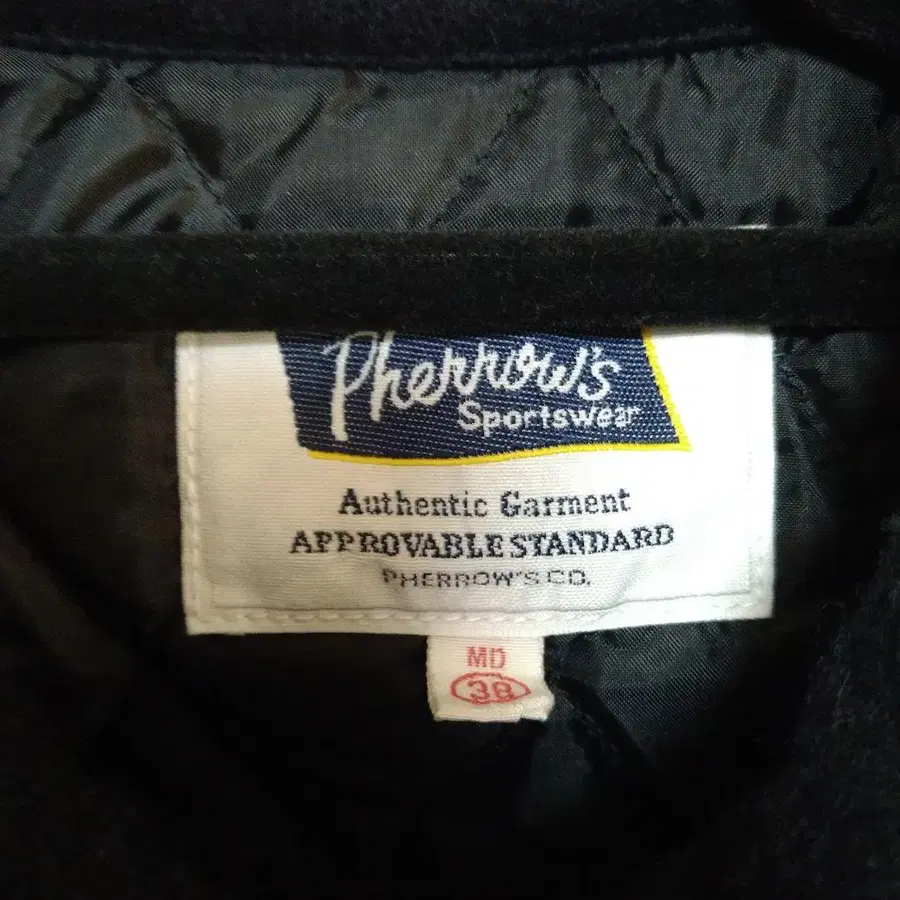 Pherrow's
Sportswear
Authentic Garment
APPROVABLE STANDARD
PHERROW'S CO.
MD
38